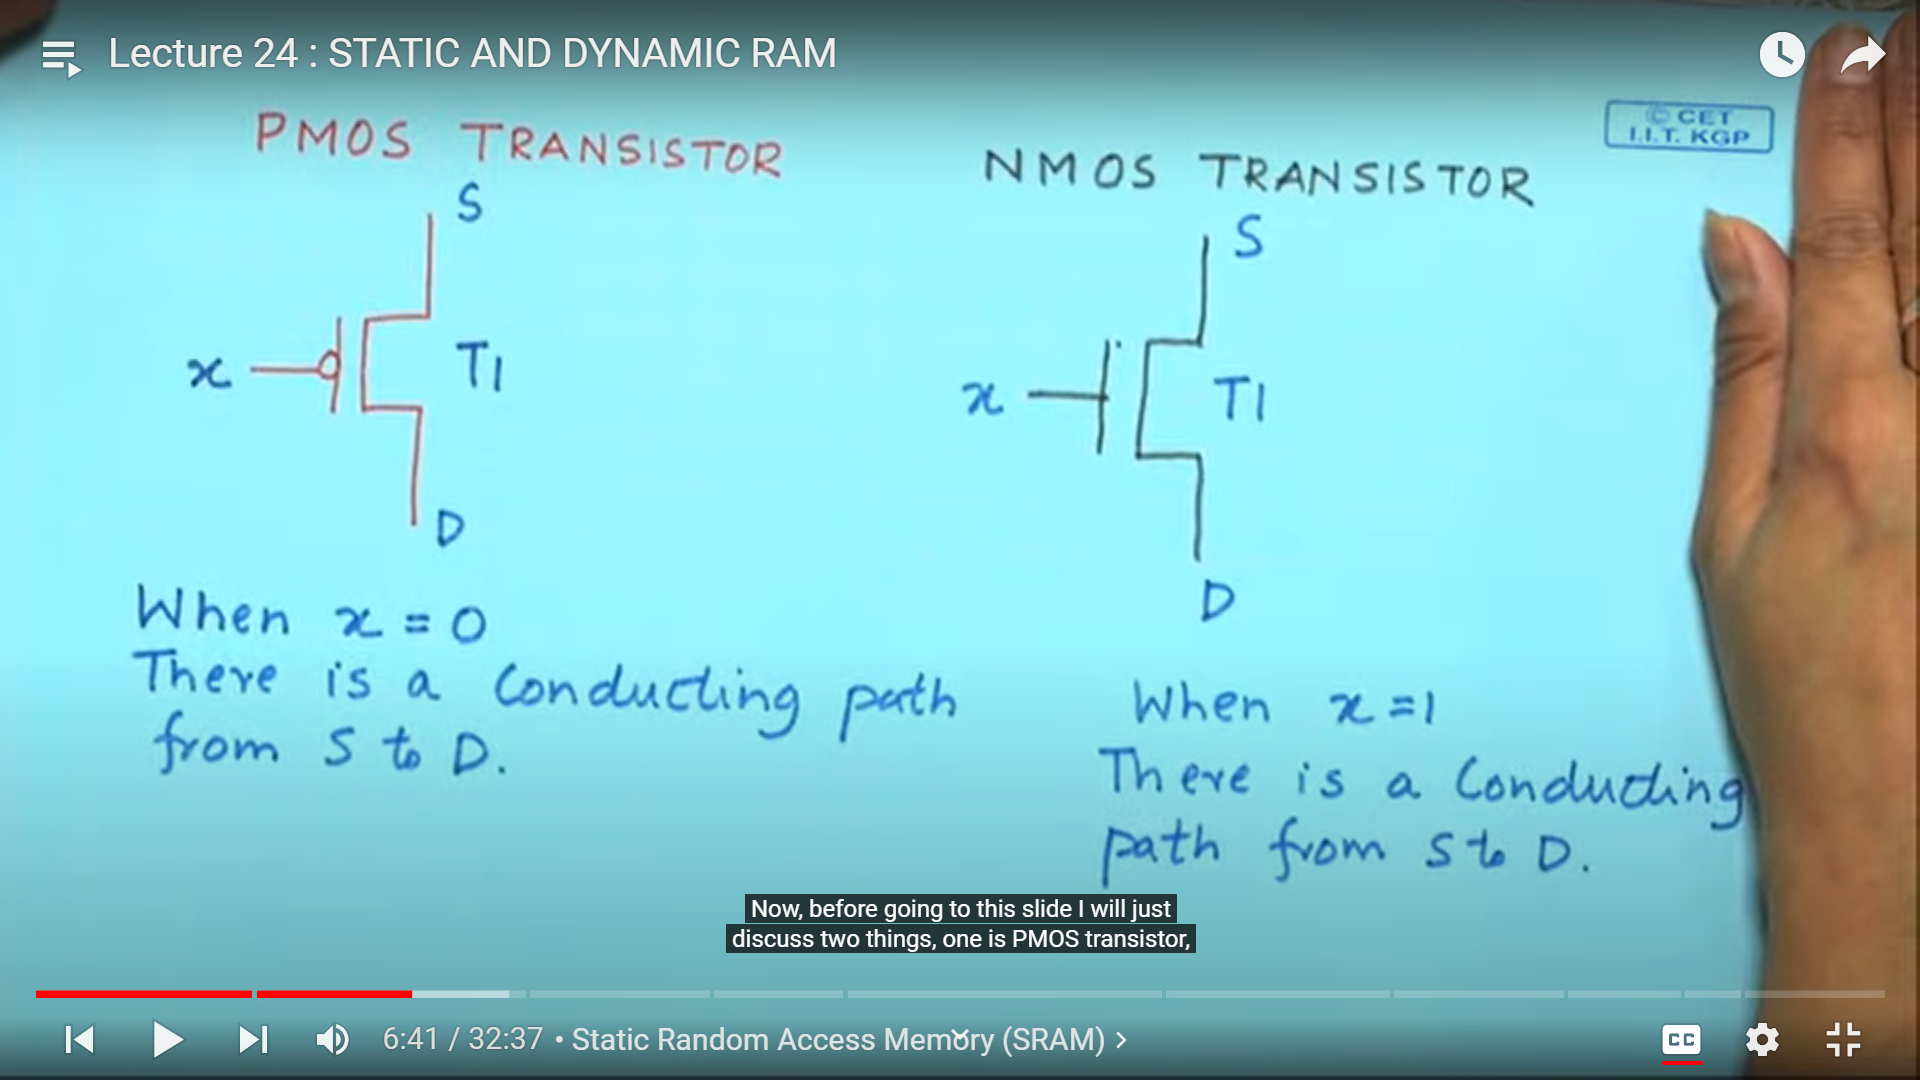 Lecture 24 : STATIC AND DYNAMIC RAM
© CET
I.I.T. KGP
PMOS TRANSISTOR
S
x
T1
D
When x = 0
There is a conducting path
from S to D.
NMOS TRANSISTOR
S
x
T1
D
When x = 1
There is a conducting
path from S to D.
Now, before going to this slide I will just
discuss two things, one is PMOS transistor,
6:41 / 32:37 • Static Random Access Memory (SRAM) >
CC